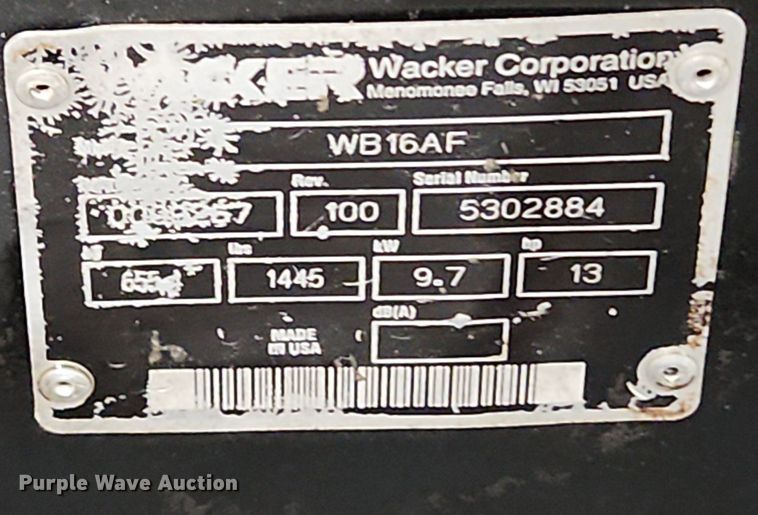 Wacker Corporation
Menomonee Falls, WI 53051 USA
WB16AF
Rev. Serial Number
100 5302884
kg lbs kW hp
1445 9.7 13
dB(A)
MADE
IN USA
Purple Wave Auction